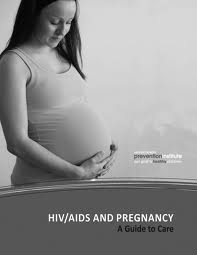 prevention institute
HIV/AIDS AND PREGNANCY
A Guide to Care